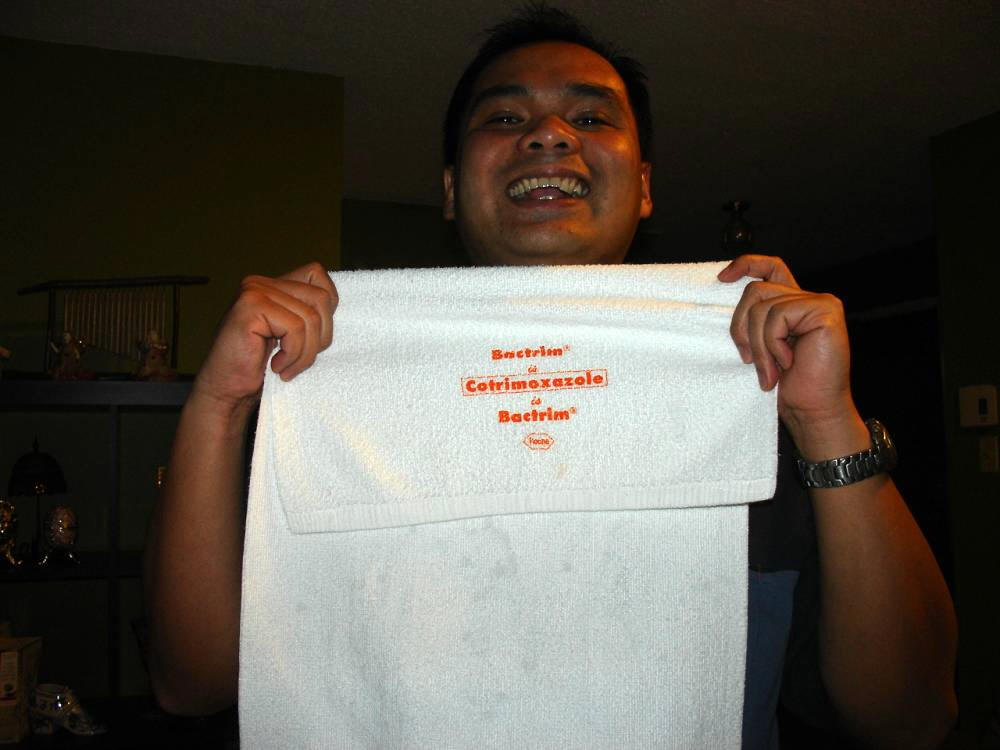 Bactrim®
is
Cotrimoxazole
is
Bactrim®
Roche